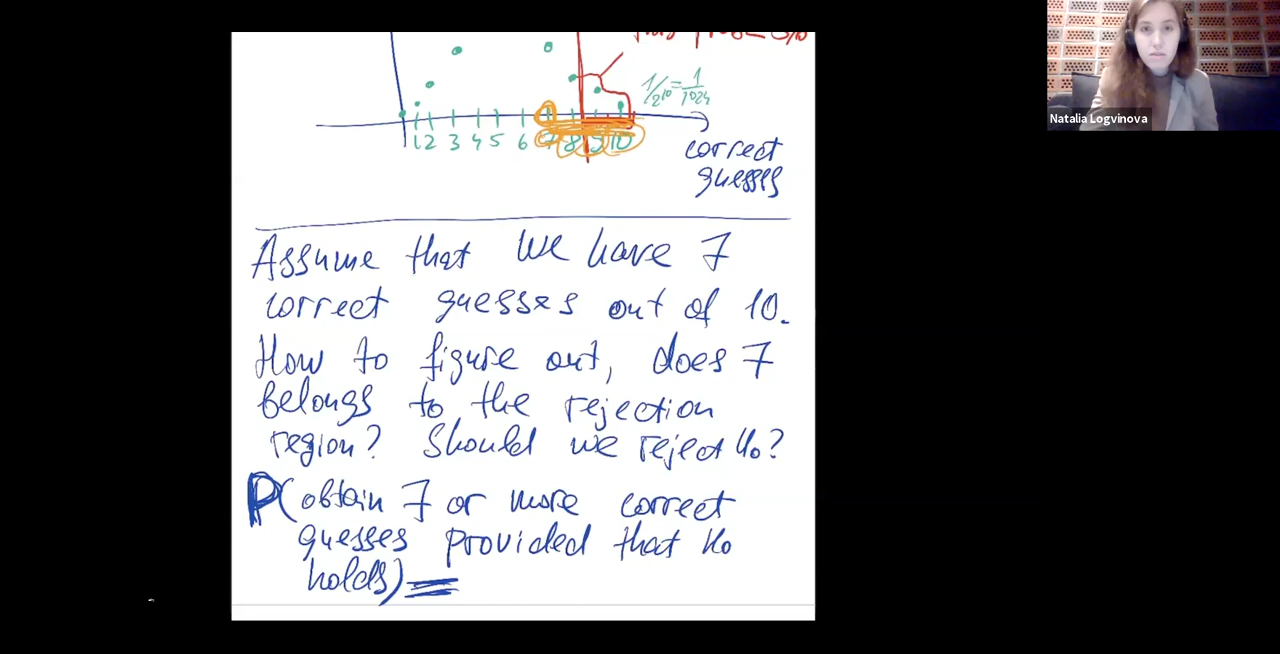 1/2^10 = 1/1024
1 2 3 4 5 6 7 8 9 10
correct
guesses
Natalia Logvinova
Assume that we have 7
correct guesses out of 10.
How to figure out, does 7
belongs to the rejection
region? Should we reject H₀?
P(obtain 7 or more correct
guesses provided that H₀
holds) =